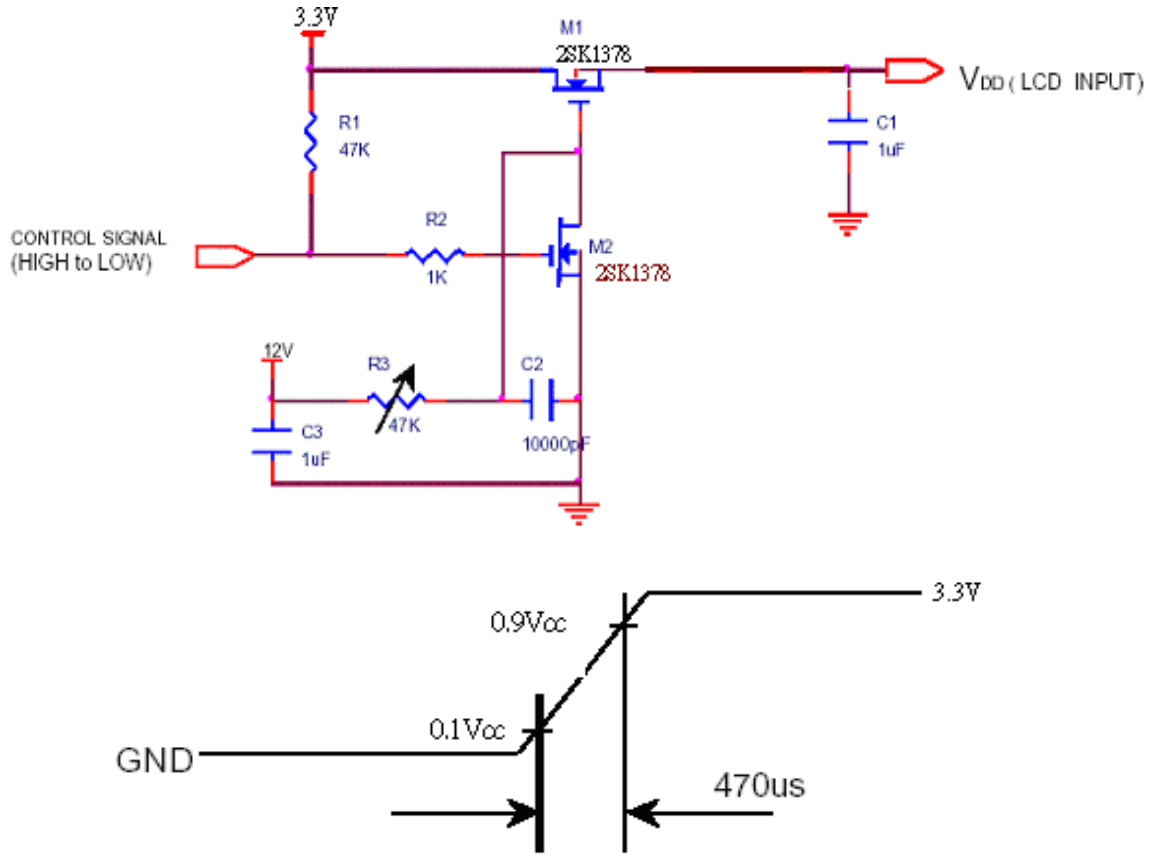 3.3V
M1
2SK1378
VDD ( LCD INPUT)
R1
47K
C1
1uF
CONTROL SIGNAL
(HIGH to LOW)
R2
1K
M2
2SK1378
12V
R3
47K
C2
10000pF
C3
1uF
3.3V
0.9Vcc
0.1Vcc
GND
470us